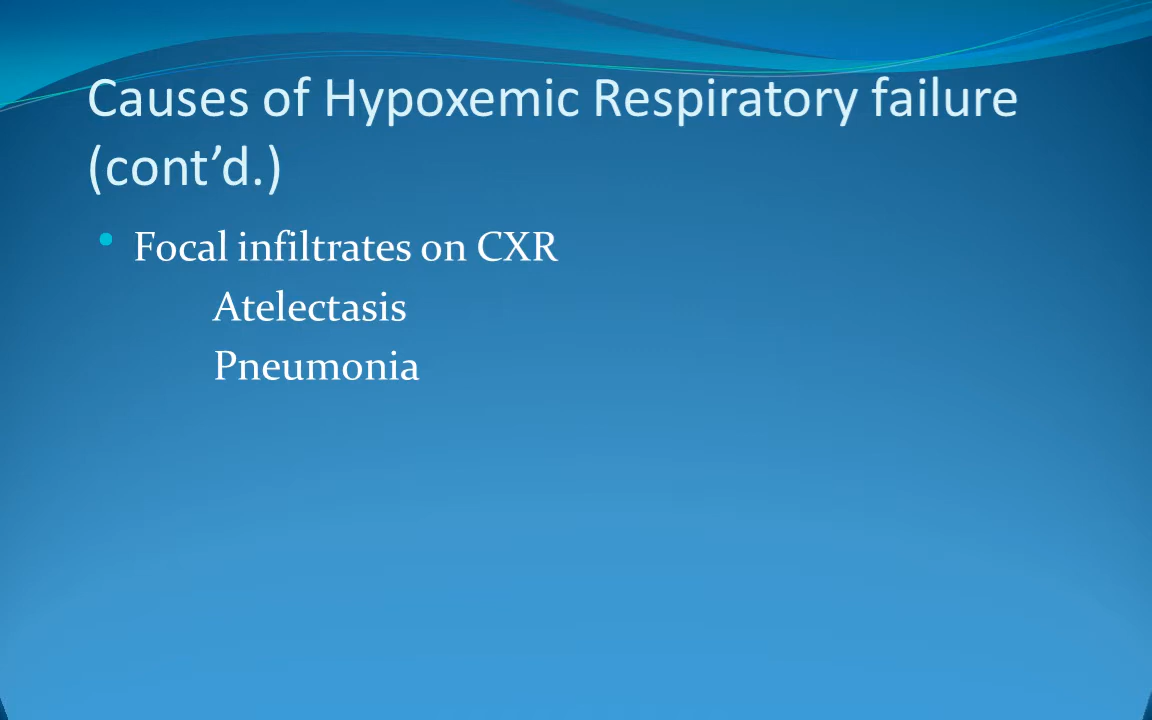 Causes of Hypoxemic Respiratory failure
(cont’d.)
• Focal infiltrates on CXR
Atelectasis
Pneumonia